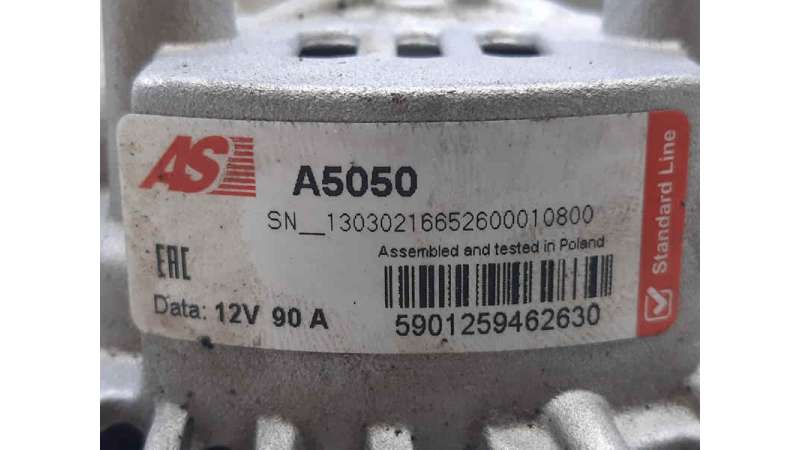 AS
A5050
SN__13030216652600010800
Assembled and tested in Poland
EAC
Data: 12V 90 A
5901259462630
Standard Line